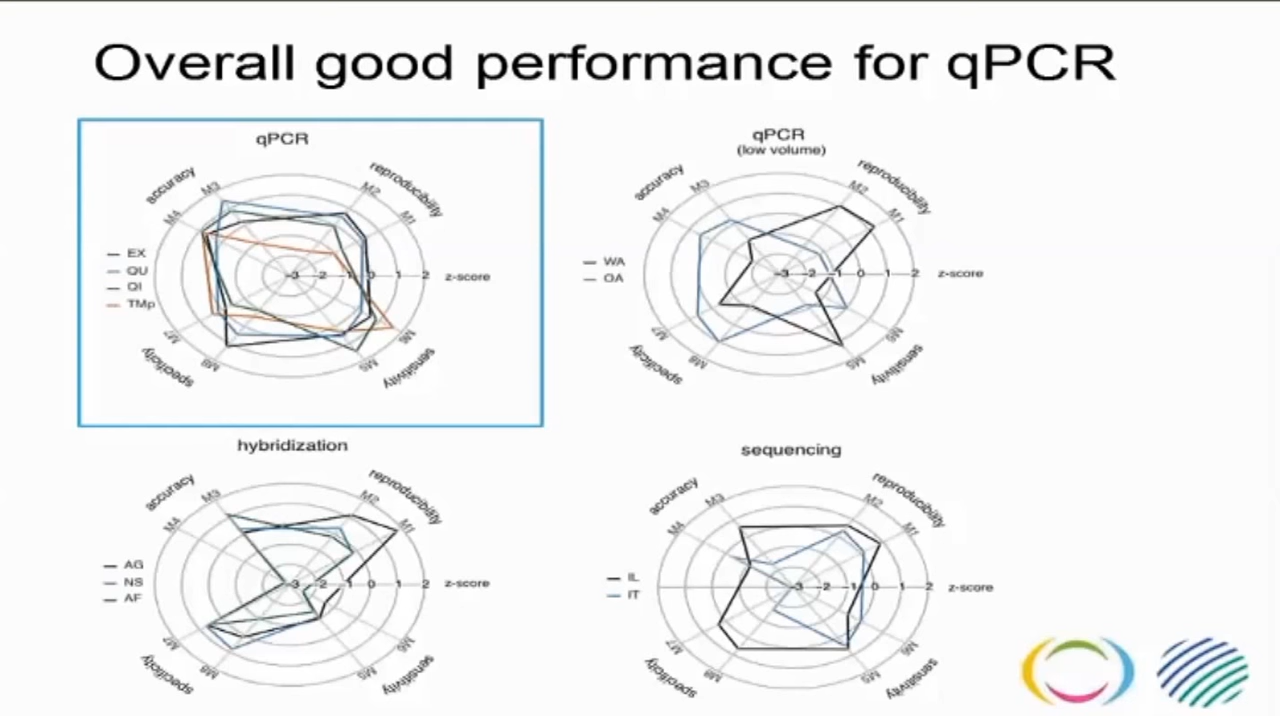 Overall good performance for qPCR
qPCR
accuracy
reproducibility
M3
M2
M4
M1
EX
QU
QI
TMp
-3 -2 -1 0 1 2
z-score
M7
M8
M5
M6
specificity
sensitivity
qPCR
(low volume)
accuracy
reproducibility
M3
M2
M4
M1
WA
OA
-3 -2 -1 0 1 2
z-score
M7
M8
M5
M6
specificity
sensitivity
hybridization
accuracy
reproducibility
M3
M2
M4
M1
AG
NS
AF
-3 -2 -1 0 1 2
z-score
M7
M8
M5
M6
specificity
sensitivity
sequencing
accuracy
reproducibility
M3
M2
M4
M1
IL
IT
-3 -2 -1 0 1 2
z-score
M7
M8
M5
M6
specificity
sensitivity